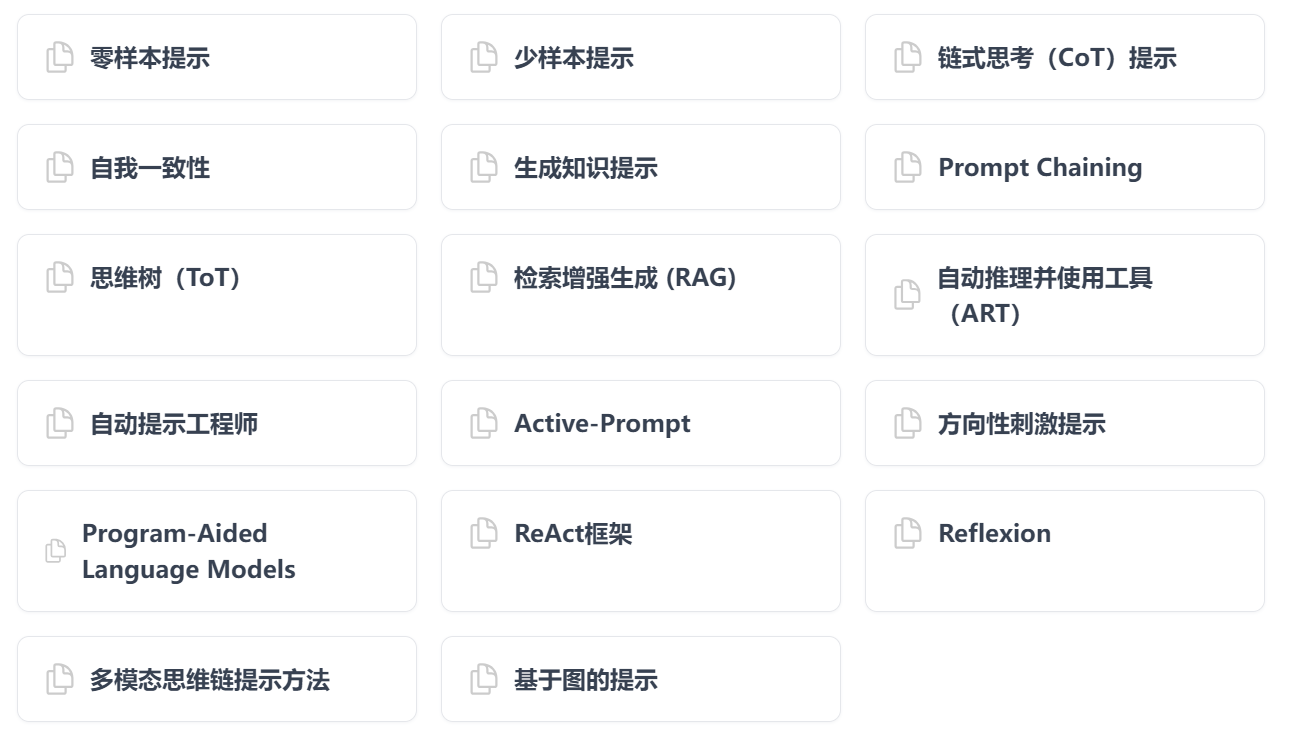 零样本提示
少样本提示
链式思考（CoT）提示
自我一致性
生成知识提示
Prompt Chaining
思维树（ToT）
检索增强生成 (RAG)
自动推理并使用工具
（ART）
自动提示工程师
Active-Prompt
方向性刺激提示
Program-Aided
Language Models
ReAct框架
Reflexion
多模态思维链提示方法
基于图的提示